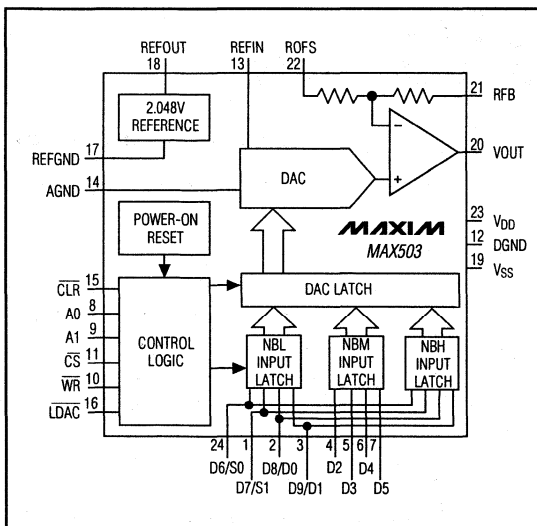 REFOUT REFIN ROFS
18 13 22
21 RFB
2.048V
REFERENCE
17
REFGND
− 
20 VOUT
+
14
AGND
DAC
23 VDD
MAXIM
MAX503
12 DGND
19 VSS
POWER-ON
RESET
15
CLR
8
A0
9
A1
11
CS
10
WR
16
LDAC
CONTROL
LOGIC
DAC LATCH
NBL
INPUT
LATCH
NBM
INPUT
LATCH
NBH
INPUT
LATCH
24 1 2 3 4 5 6 7
D6/S0 D8/D0 D2 D4
D7/S1 D9/D1 D3 D5